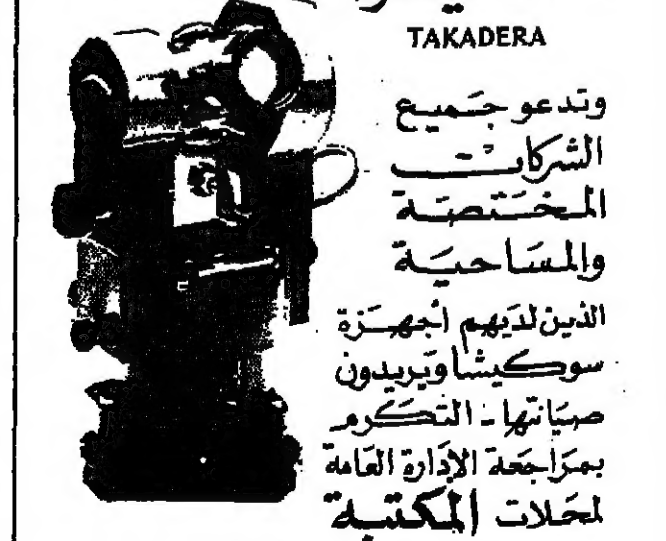 TAKADERA
وتدعو جميع
الشركات
المختصة
والمساحية
الذين لديهم أجهزة
سوكيشا ويريدون
صيانتها - التكرم
بمراجعة الإدارة العامة
لمحلات المكتبة